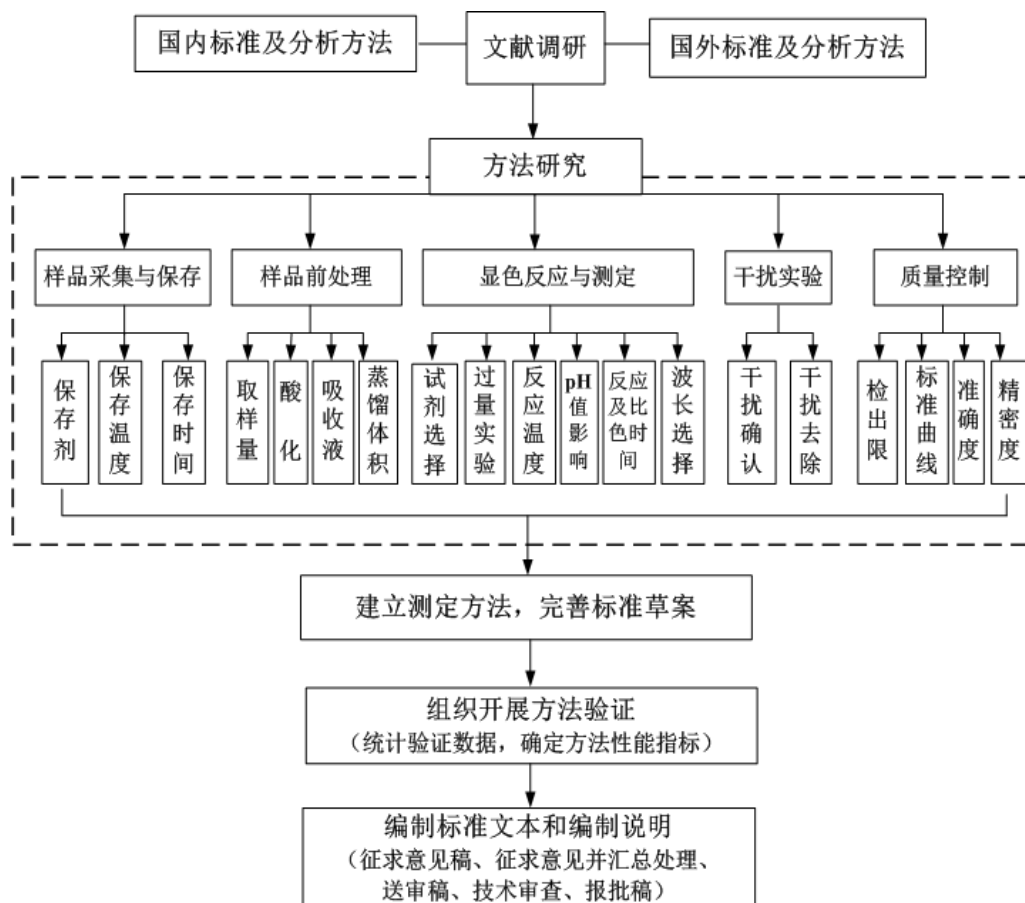 国内标准及分析方法
文献调研
国外标准及分析方法
方法研究
样品采集与保存
样品前处理
显色反应与测定
干扰实验
质量控制
保存剂
保存温度
保存时间
取样量
酸化
吸收液
蒸馏体积
试剂选择
过量实验
反应温度
pH值影响
反应及比色时间
波长选择
干扰确认
干扰去除
检出限
标准曲线
准确度
精密度
建立测定方法，完善标准草案
组织开展方法验证
（统计验证数据，确定方法性能指标）
编制标准文本和编制说明
（征求意见稿、征求意见并汇总处理、
送审稿、技术审查、报批稿）